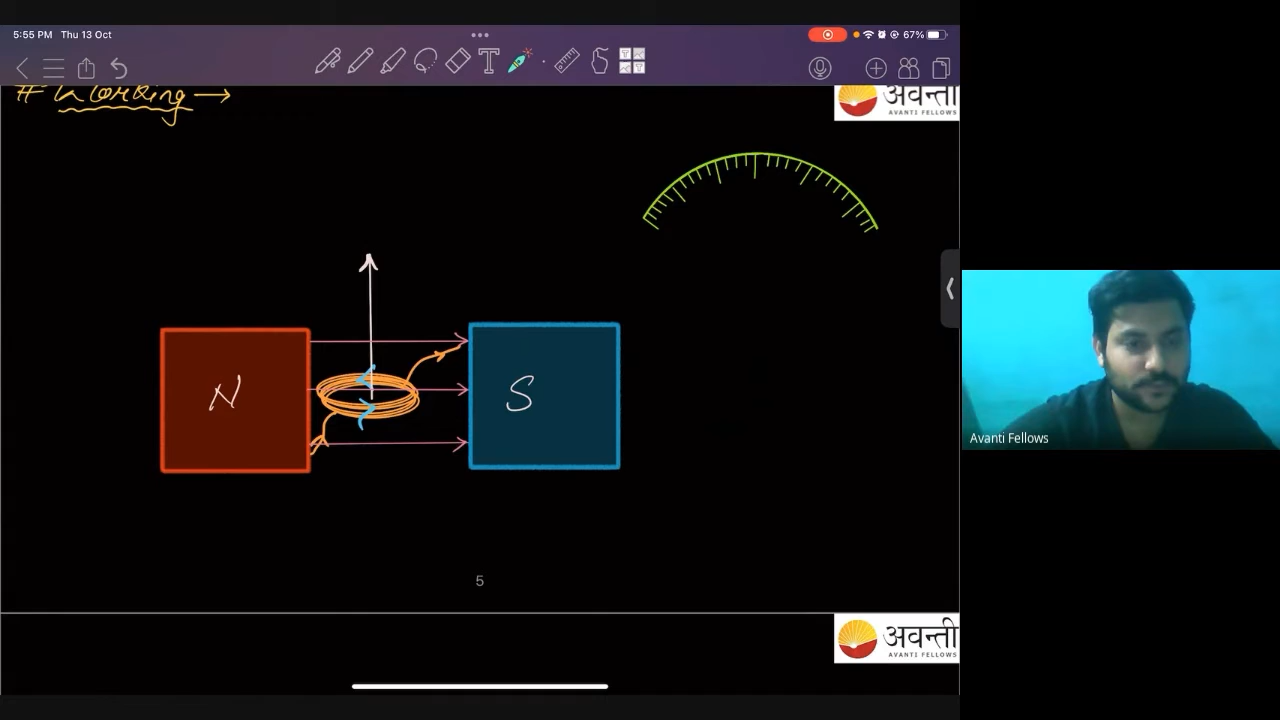 5:55 PM Thu 13 Oct
67%
# Working →
अवन्ती
AVANTI FELLOWS
N
S
Avanti Fellows
5
अवन्ती
AVANTI FELLOWS